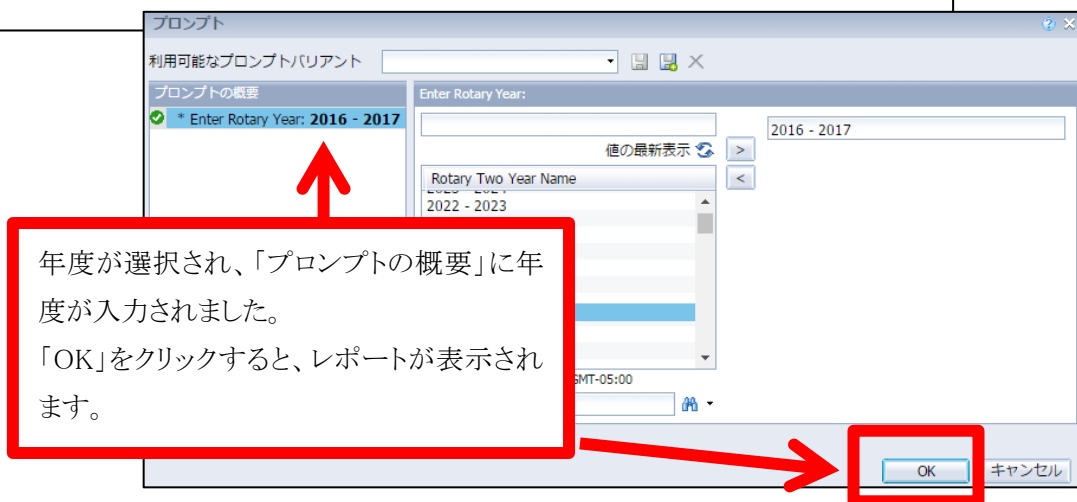 プロンプト
利用可能なプロンプトバリアント
プロンプトの概要
Enter Rotary Year:
* Enter Rotary Year: 2016 - 2017
2016 - 2017
値の最新表示
>
Rotary Two Year Name
<
2022 - 2023
年度が選択され、「プロンプトの概要」に年
度が入力されました。
「OK」をクリックすると、レポートが表示され
ます。
GMT-05:00
OK
キャンセル